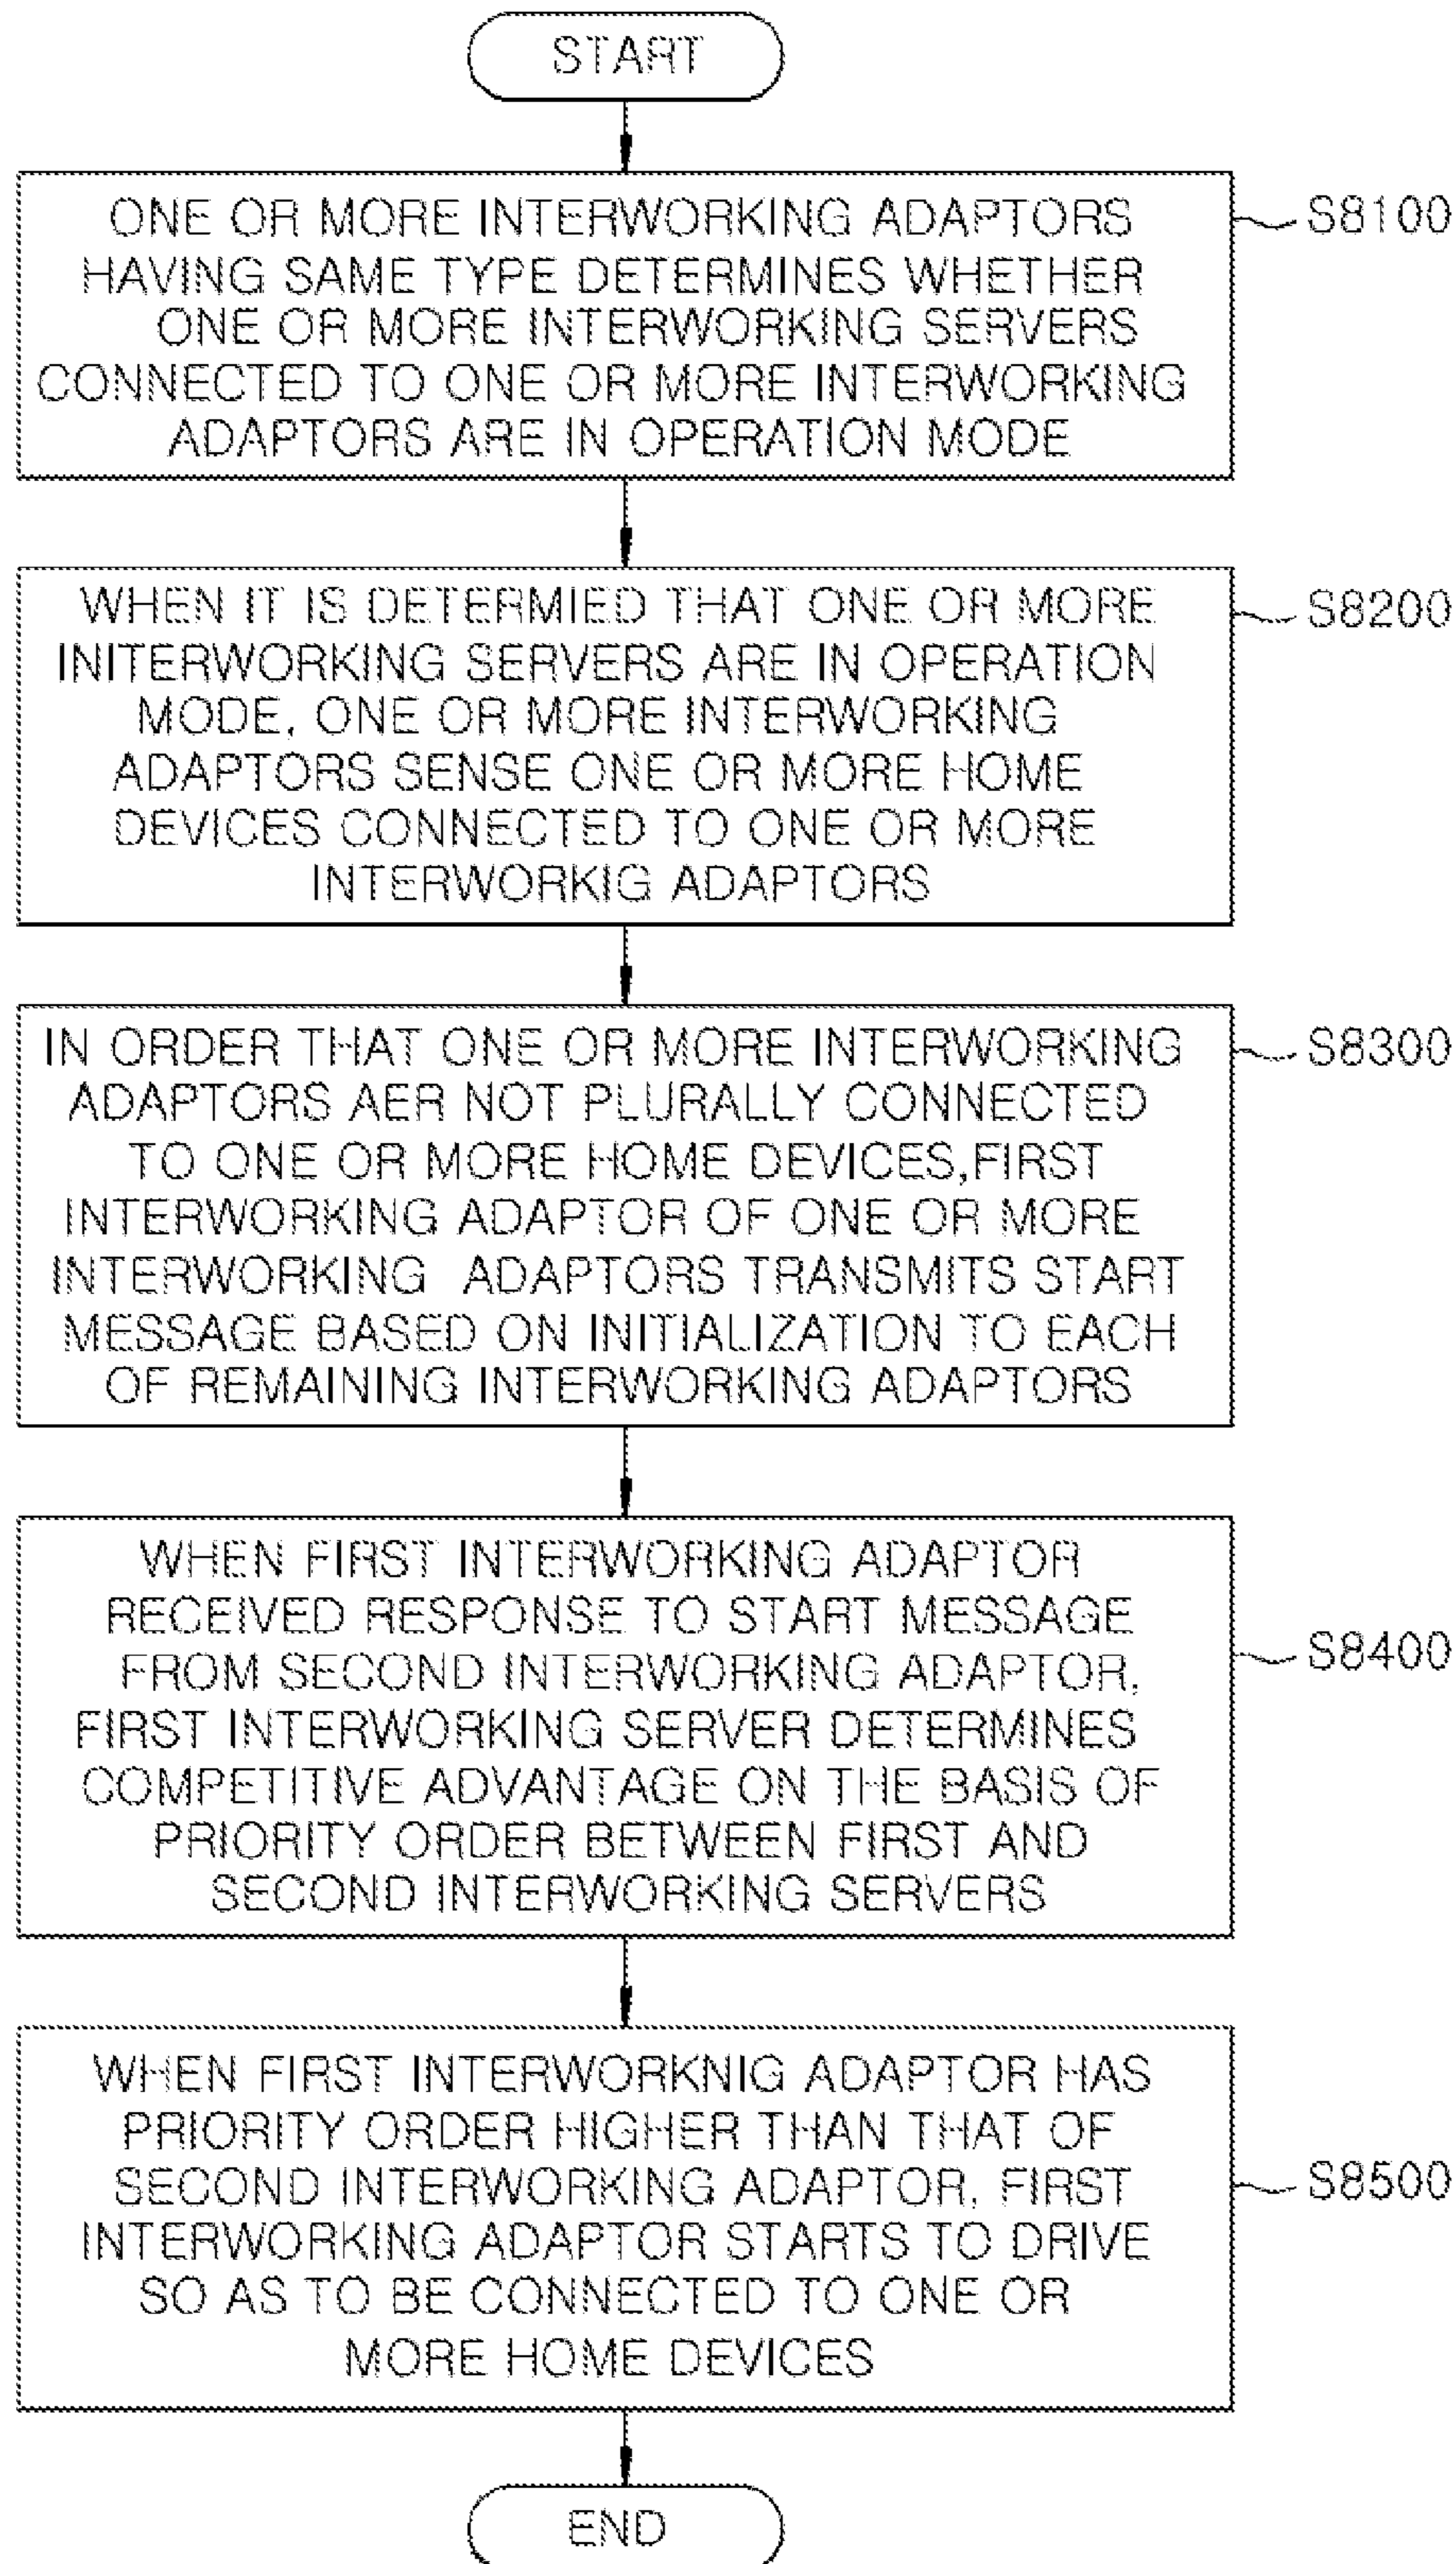 START
ONE OR MORE INTERWORKING ADAPTORS
HAVING SAME TYPE DETERMINES WHETHER
ONE OR MORE INTERWORKING SERVERS
CONNECTED TO ONE OR MORE INTERWORKING
ADAPTORS ARE IN OPERATION MODE
S8100
WHEN IT IS DETERMIED THAT ONE OR MORE
INITERWORKING SERVERS ARE IN OPERATION
MODE, ONE OR MORE INTERWORKING
ADAPTORS SENSE ONE OR MORE HOME
DEVICES CONNECTED TO ONE OR MORE
INTERWORKIG ADAPTORS
S8200
IN ORDER THAT ONE OR MORE INTERWORKING
ADAPTORS AER NOT PLURALLY CONNECTED
TO ONE OR MORE HOME DEVICES,FIRST
INTERWORKING ADAPTOR OF ONE OR MORE
INTERWORKING ADAPTORS TRANSMITS START
MESSAGE BASED ON INITIALIZATION TO EACH
OF REMAINING INTERWORKING ADAPTORS
S8300
WHEN FIRST INTERWORKING ADAPTOR
RECEIVED RESPONSE TO START MESSAGE
FROM SECOND INTERWORKING ADAPTOR,
FIRST INTERWORKING SERVER DETERMINES
COMPETITIVE ADVANTAGE ON THE BASIS OF
PRIORITY ORDER BETWEEN FIRST AND
SECOND INTERWORKING SERVERS
S8400
WHEN FIRST INTERWORKNIG ADAPTOR HAS
PRIORITY ORDER HIGHER THAN THAT OF
SECOND INTERWORKING ADAPTOR, FIRST
INTERWORKING ADAPTOR STARTS TO DRIVE
SO AS TO BE CONNECTED TO ONE OR
MORE HOME DEVICES
S8500
END